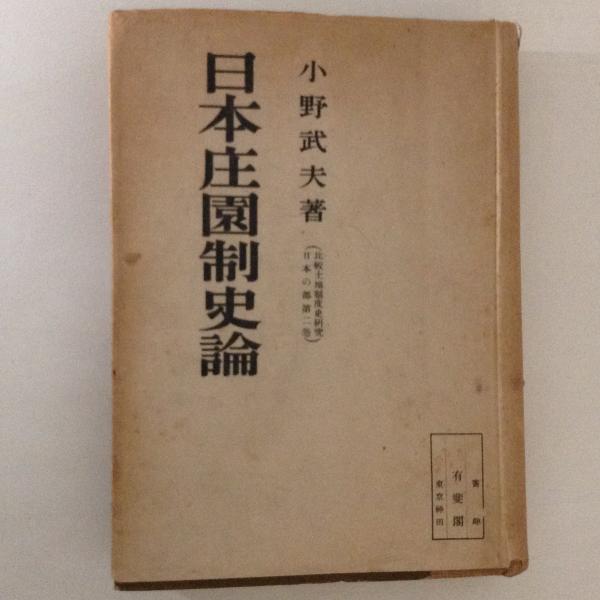 小野武夫著
(比較土地制度史研究
日本の部第二巻)
日本庄園制史論
有斐閣
東京神田